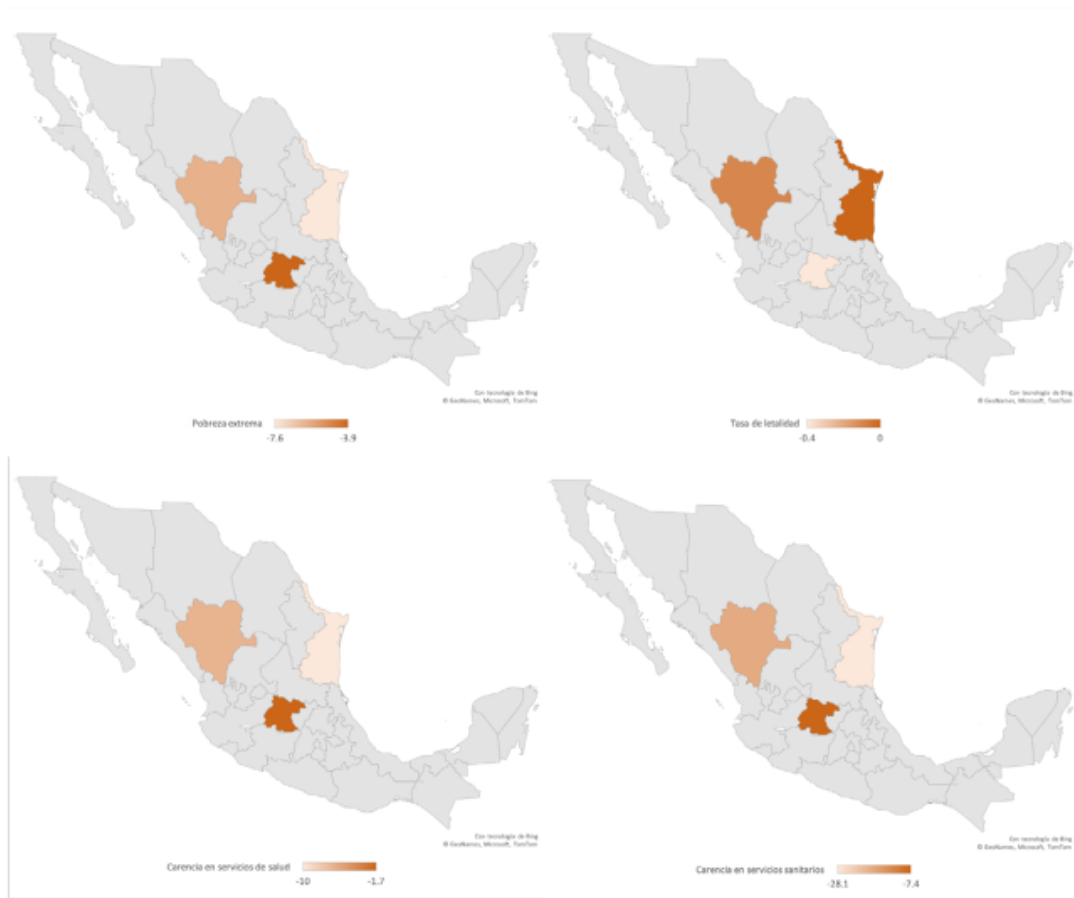 Con tecnología de Bing
© GeoNames, Microsoft, TomTom
Pobreza extrema
-7.6
-3.9
Con tecnología de Bing
© GeoNames, Microsoft, TomTom
Tasa de letalidad
-0.4
0
Con tecnología de Bing
© GeoNames, Microsoft, TomTom
Carencia en servicios de salud
-10
-1.7
Con tecnología de Bing
© GeoNames, Microsoft, TomTom
Carencia en servicios sanitarios
-28.1
-7.4